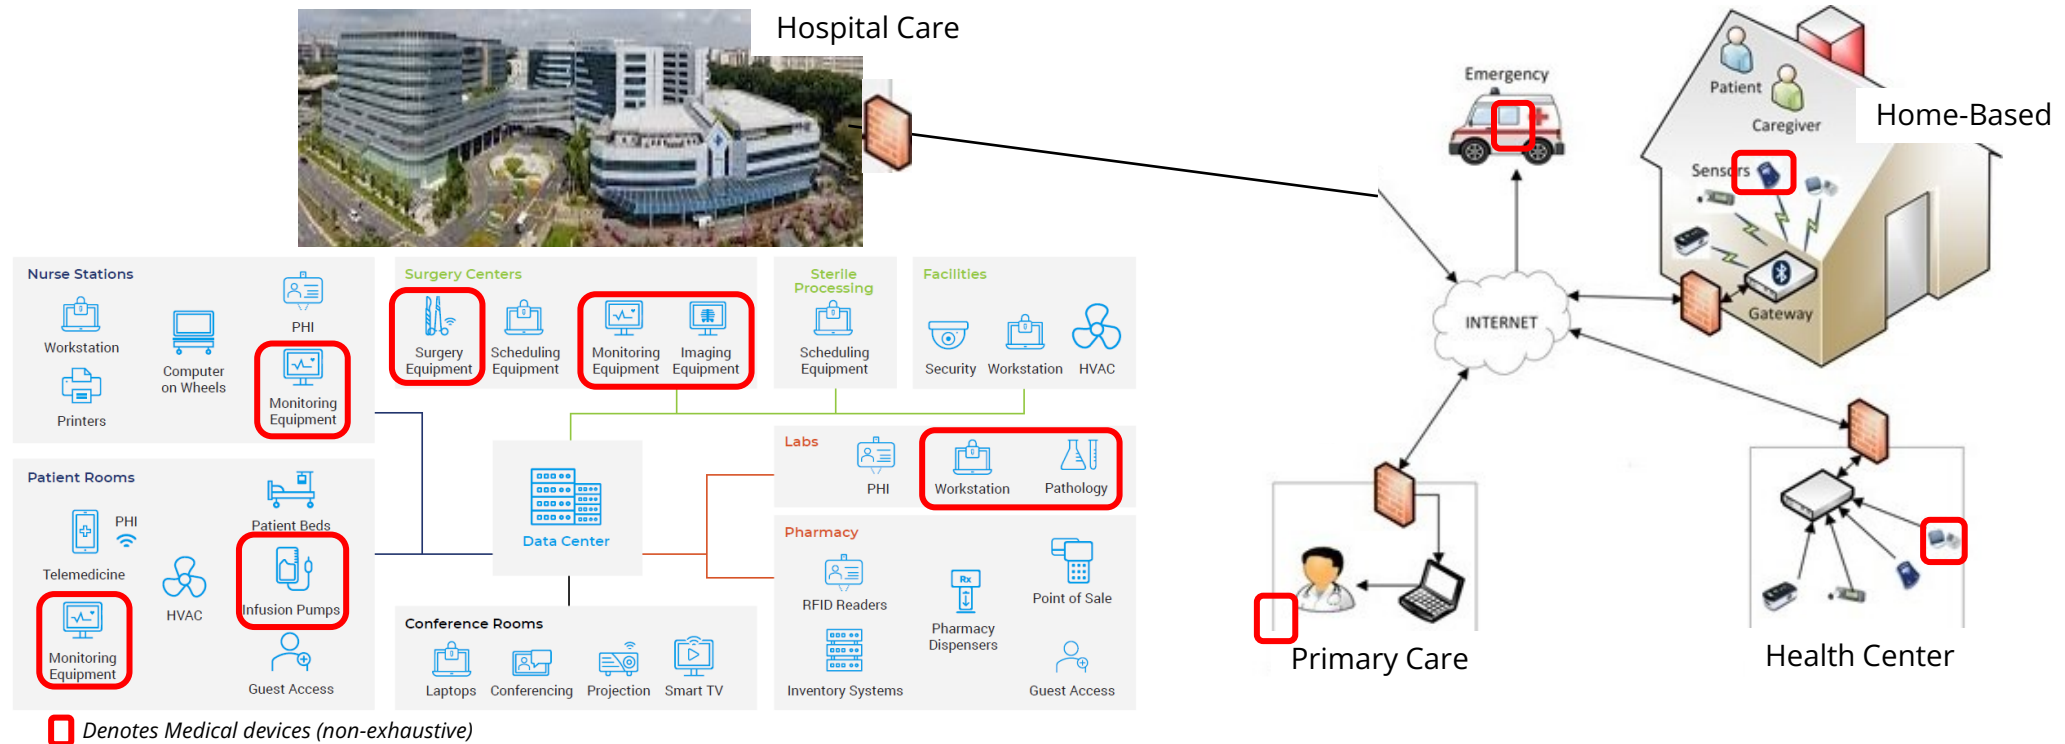 Hospital Care
Emergency
Patient
Caregiver
Home-Based
Sensors
Gateway
INTERNET
Nurse Stations
Workstation
PHI
Computer
on Wheels
Printers
Monitoring
Equipment
Surgery Centers
Surgery
Equipment
Scheduling
Equipment
Monitoring
Equipment
Imaging
Equipment
Sterile
Processing
Scheduling
Equipment
Facilities
Security
Workstation
HVAC
Patient Rooms
PHI
Telemedicine
Patient Beds
HVAC
Infusion Pumps
Monitoring
Equipment
Guest Access
Data Center
Labs
PHI
Workstation
Pathology
Pharmacy
RFID Readers
Rx
Pharmacy
Dispensers
Point of Sale
Inventory Systems
Guest Access
Conference Rooms
Laptops
Conferencing
Projection
Smart TV
Primary Care
Health Center
Denotes Medical devices (non-exhaustive)